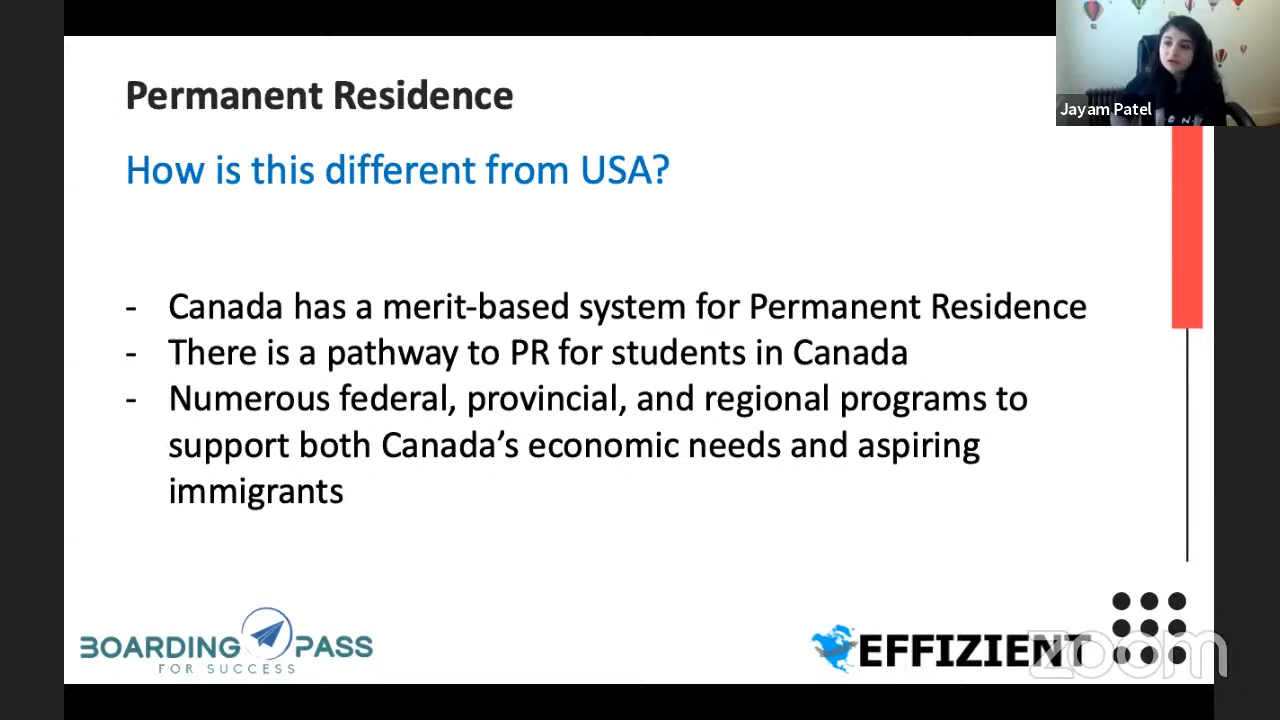 Permanent Residence
Jayam Patel
How is this different from USA?
- Canada has a merit-based system for Permanent Residence
- There is a pathway to PR for students in Canada
- Numerous federal, provincial, and regional programs to
support both Canada’s economic needs and aspiring
immigrants
BOARDING PASS
FOR SUCCESS
EFFIZIENT
zoom